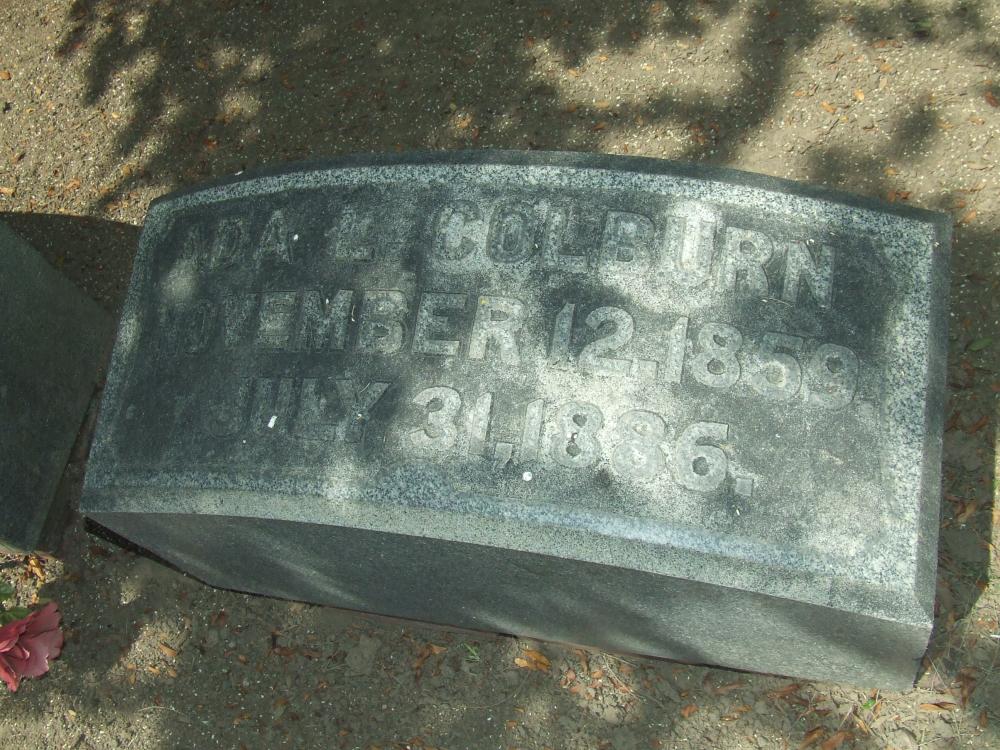 ADA L. COLBURN
NOVEMBER 12, 1859.
JULY 31, 1886.